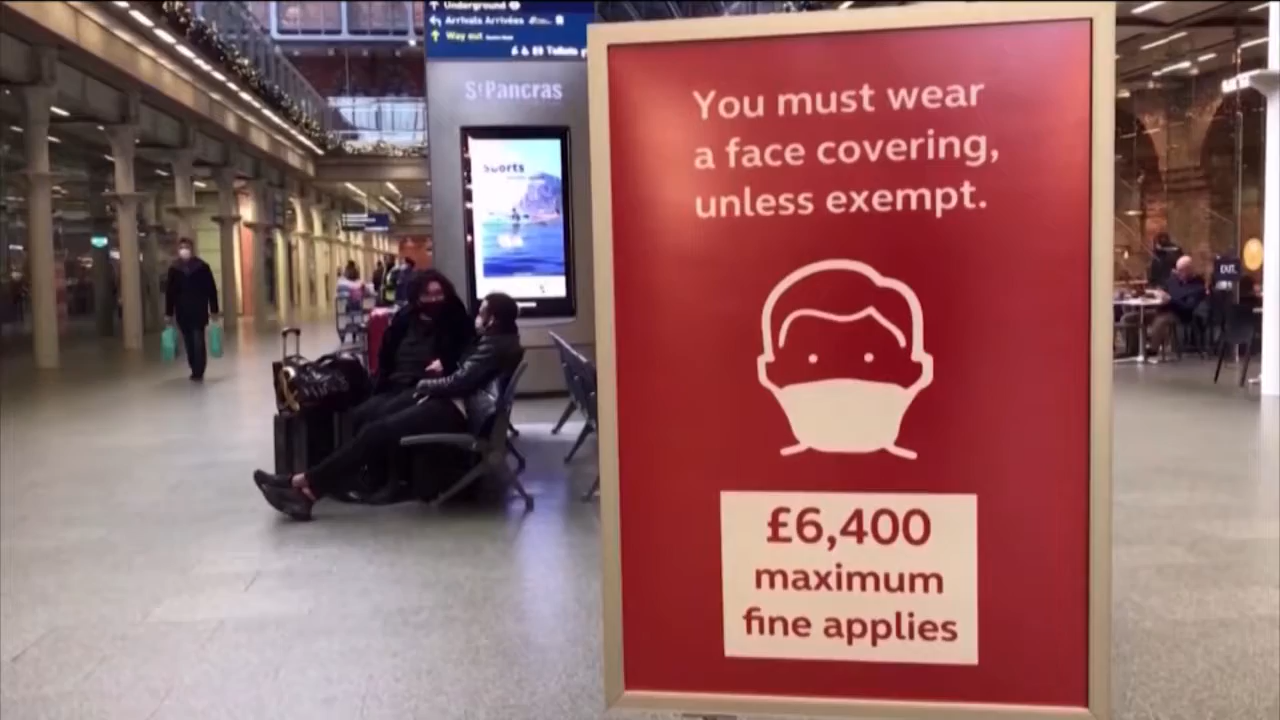 Underground
Arrivals Arrivées
Way out
Tickets
St Pancras
You must wear
a face covering,
unless exempt.
£6,400
maximum
fine applies